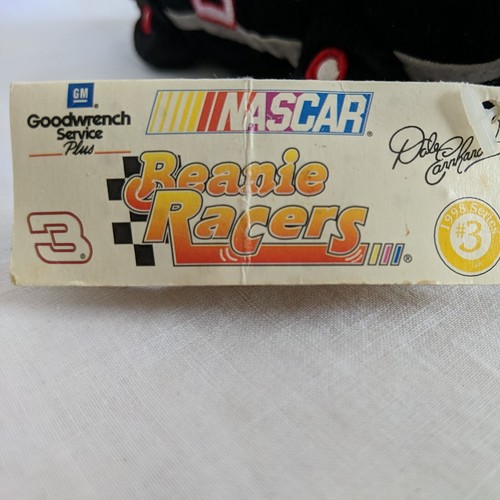 GM
Goodwrench
Service
Plus
3
NASCAR
Beanie
Racers
Dale
Earnhardt
1998 Series
#3